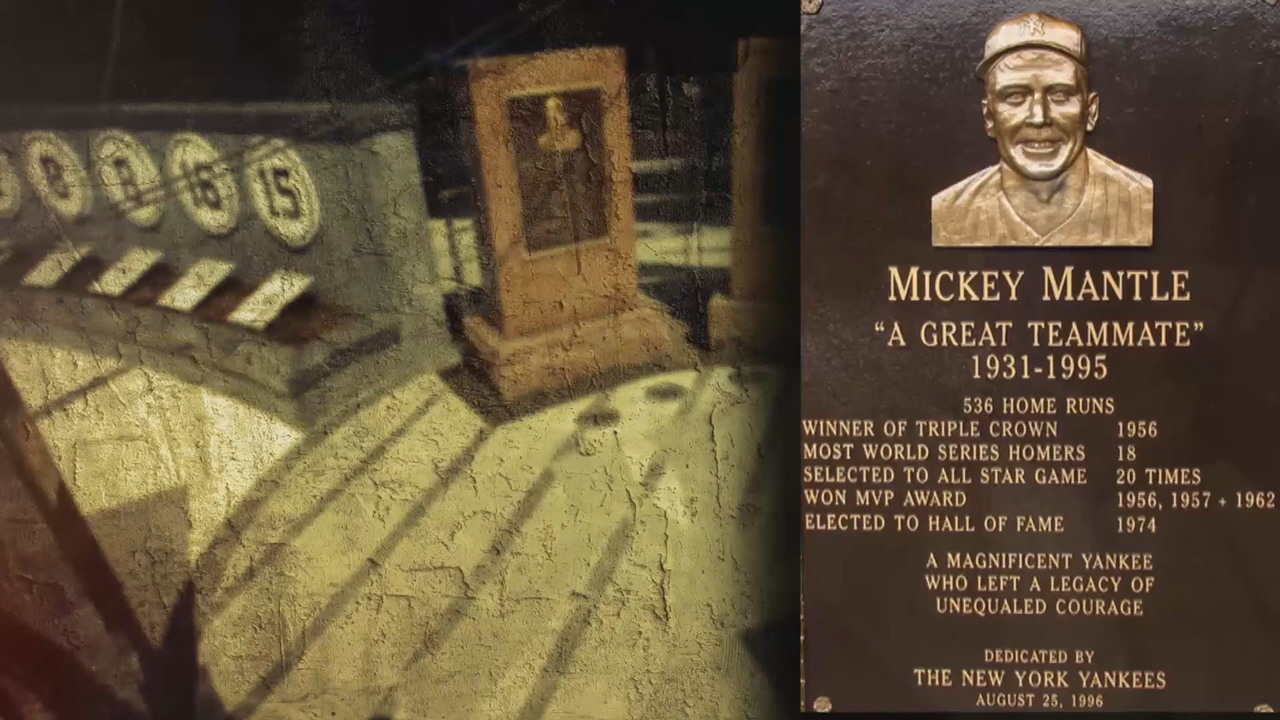 8
8
16
15
NY
MICKEY MANTLE
“A GREAT TEAMMATE”
1931-1995
536 HOME RUNS
WINNER OF TRIPLE CROWN 1956
MOST WORLD SERIES HOMERS 18
SELECTED TO ALL STAR GAME 20 TIMES
WON MVP AWARD 1956, 1957 + 1962
ELECTED TO HALL OF FAME 1974
A MAGNIFICENT YANKEE
WHO LEFT A LEGACY OF
UNEQUALED COURAGE
DEDICATED BY
THE NEW YORK YANKEES
AUGUST 25, 1996